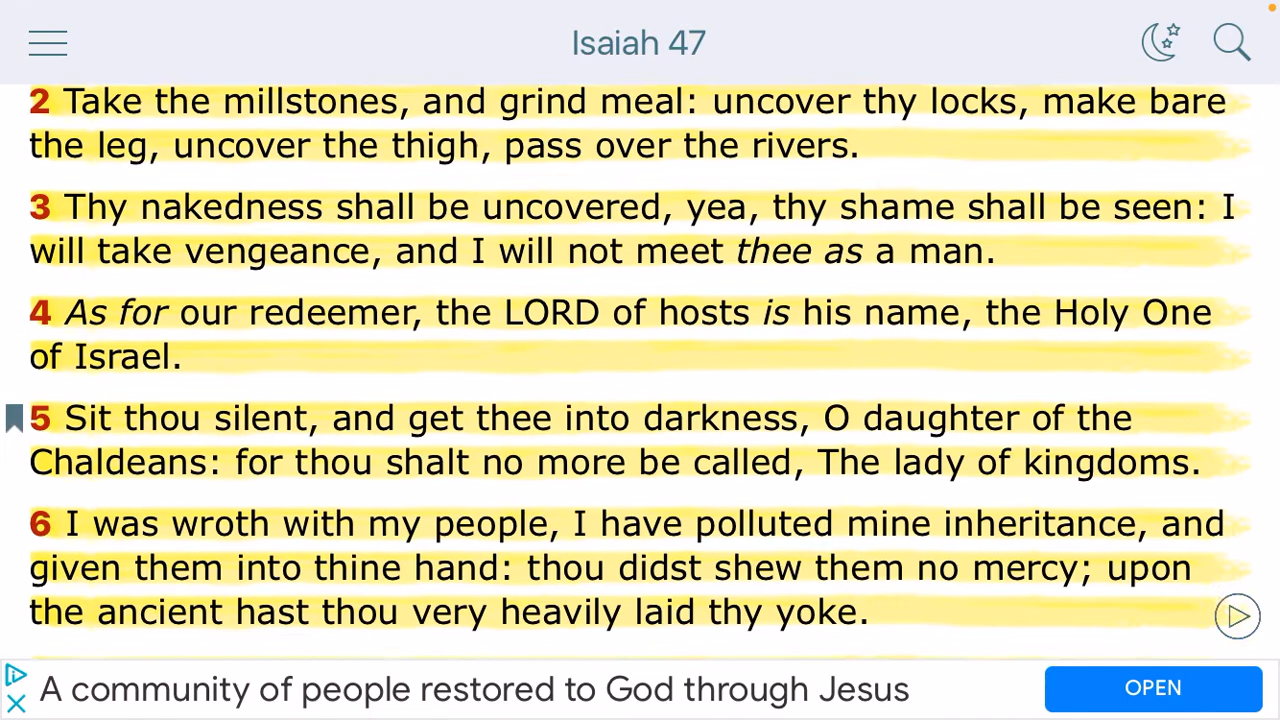 Isaiah 47
2 Take the millstones, and grind meal: uncover thy locks, make bare
the leg, uncover the thigh, pass over the rivers.
3 Thy nakedness shall be uncovered, yea, thy shame shall be seen: I
will take vengeance, and I will not meet thee as a man.
4 As for our redeemer, the LORD of hosts is his name, the Holy One
of Israel.
5 Sit thou silent, and get thee into darkness, O daughter of the
Chaldeans: for thou shalt no more be called, The lady of kingdoms.
6 I was wroth with my people, I have polluted mine inheritance, and
given them into thine hand: thou didst shew them no mercy; upon
the ancient hast thou very heavily laid thy yoke.
A community of people restored to God through Jesus
OPEN